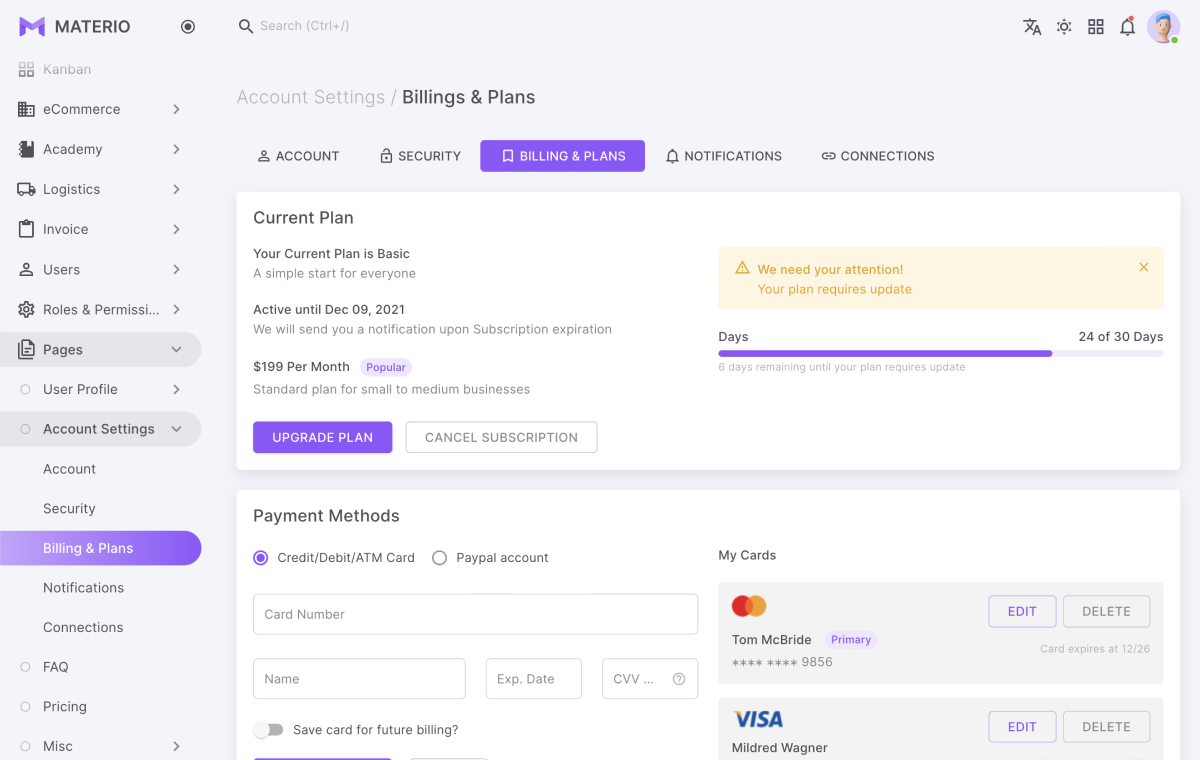 MATERIO
Search (Ctrl+/)
Kanban
eCommerce
Academy
Logistics
Invoice
Users
Roles & Permissi...
Pages
User Profile
Account Settings
Account
Security
Billing & Plans
Notifications
Connections
FAQ
Pricing
Misc
Account Settings / Billings & Plans
ACCOUNT
SECURITY
BILLING & PLANS
NOTIFICATIONS
CONNECTIONS
Current Plan
Your Current Plan is Basic
A simple start for everyone
Active until Dec 09, 2021
We will send you a notification upon Subscription expiration
$199 Per Month Popular
Standard plan for small to medium businesses
UPGRADE PLAN
CANCEL SUBSCRIPTION
We need your attention!
Your plan requires update
Days 24 of 30 Days
6 days remaining until your plan requires update
Payment Methods
Credit/Debit/ATM Card
Paypal account
Card Number
Name
Exp. Date
CVV ...
Save card for future billing?
My Cards
Tom McBride Primary
**** **** 9856
EDIT
DELETE
Card expires at 12/26
VISA
Mildred Wagner
EDIT
DELETE